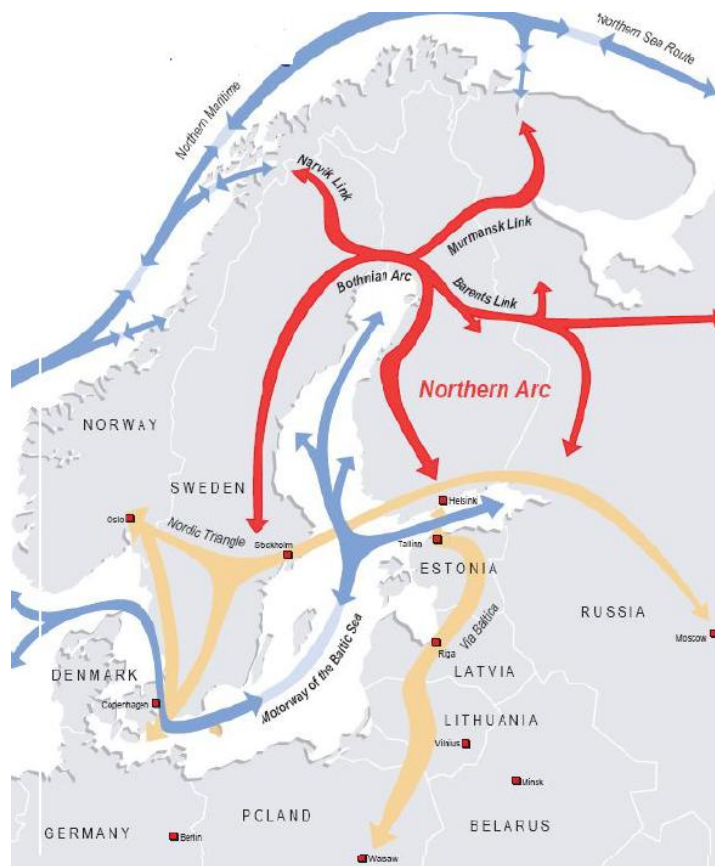 Northern Sea Route
Northern Maritime
Narvik Link
Murmansk Link
Bothnian Arc
Barents Link
Northern Arc
NORWAY
SWEDEN
Helsinki
Oslo
Nordic Triangle
Stockholm
Tallinn
ESTONIA
RUSSIA
Via Baltica
Moscow
Riga
DENMARK
LATVIA
Motorway of the Baltic Sea
Copenhagen
LITHUANIA
Vilnius
Minsk
POLAND
GERMANY
Berlin
BELARUS
Wasaw